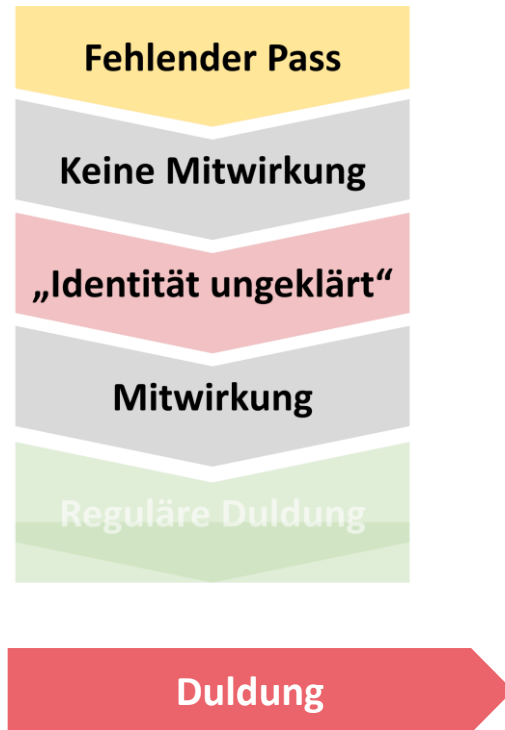 Fehlender Pass
Keine Mitwirkung
„Identität ungeklärt“
Mitwirkung
Reguläre Duldung
Duldung